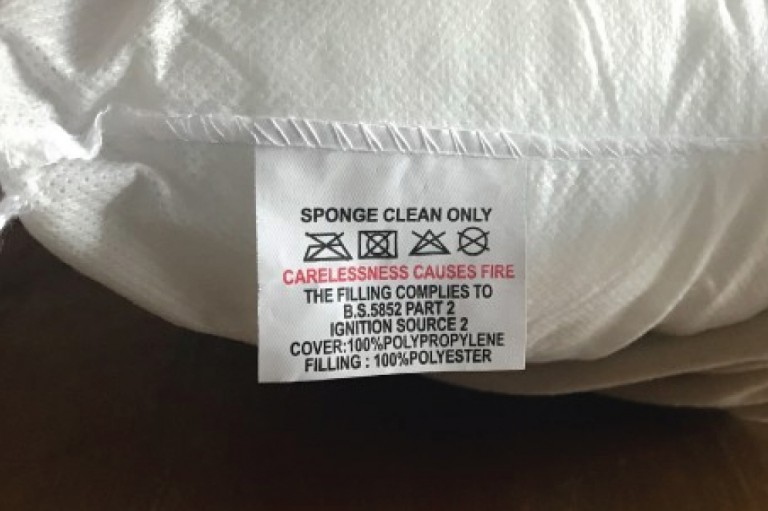 SPONGE CLEAN ONLY
CARELESSNESS CAUSES FIRE
THE FILLING COMPLIES TO
B.S.5852 PART 2
IGNITION SOURCE 2
COVER:100%POLYPROPYLENE
FILLING : 100%POLYESTER